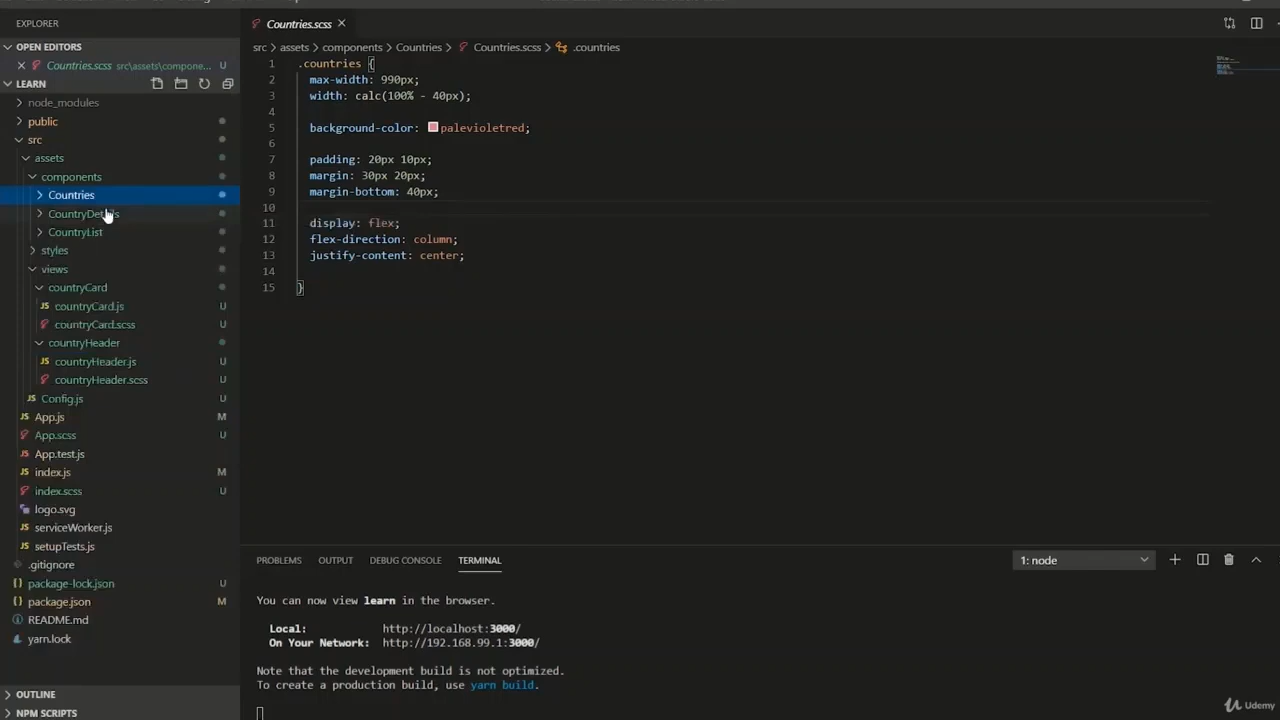 EXPLORER
OPEN EDITORS
Countries.scss src\assets\compone... U
LEARN
node_modules
public
src
assets
components
Countries
CountryDetails
CountryList
styles
views
countryCard
countryCard.js U
countryCard.scss U
countryHeader
countryHeader.js U
countryHeader.scss U
Config.js U
App.js M
App.scss U
App.test.js
index.js M
index.scss U
logo.svg
serviceWorker.js
setupTests.js
.gitignore
package-lock.json U
package.json M
README.md
yarn.lock
OUTLINE
NPM SCRIPTS
Countries.scss
src > assets > components > Countries > Countries.scss > .countries
1 .countries {
2 max-width: 990px;
3 width: calc(100% - 40px);
4
5 background-color: palevioletred;
6
7 padding: 20px 10px;
8 margin: 30px 20px;
9 margin-bottom: 40px;
10
11 display: flex;
12 flex-direction: column;
13 justify-content: center;
14
15 }
PROBLEMS OUTPUT DEBUG CONSOLE TERMINAL 1: node
You can now view learn in the browser.
Local: http://localhost:3000/
On Your Network: http://192.168.99.1:3000/
Note that the development build is not optimized.
To create a production build, use yarn build.
Udemy